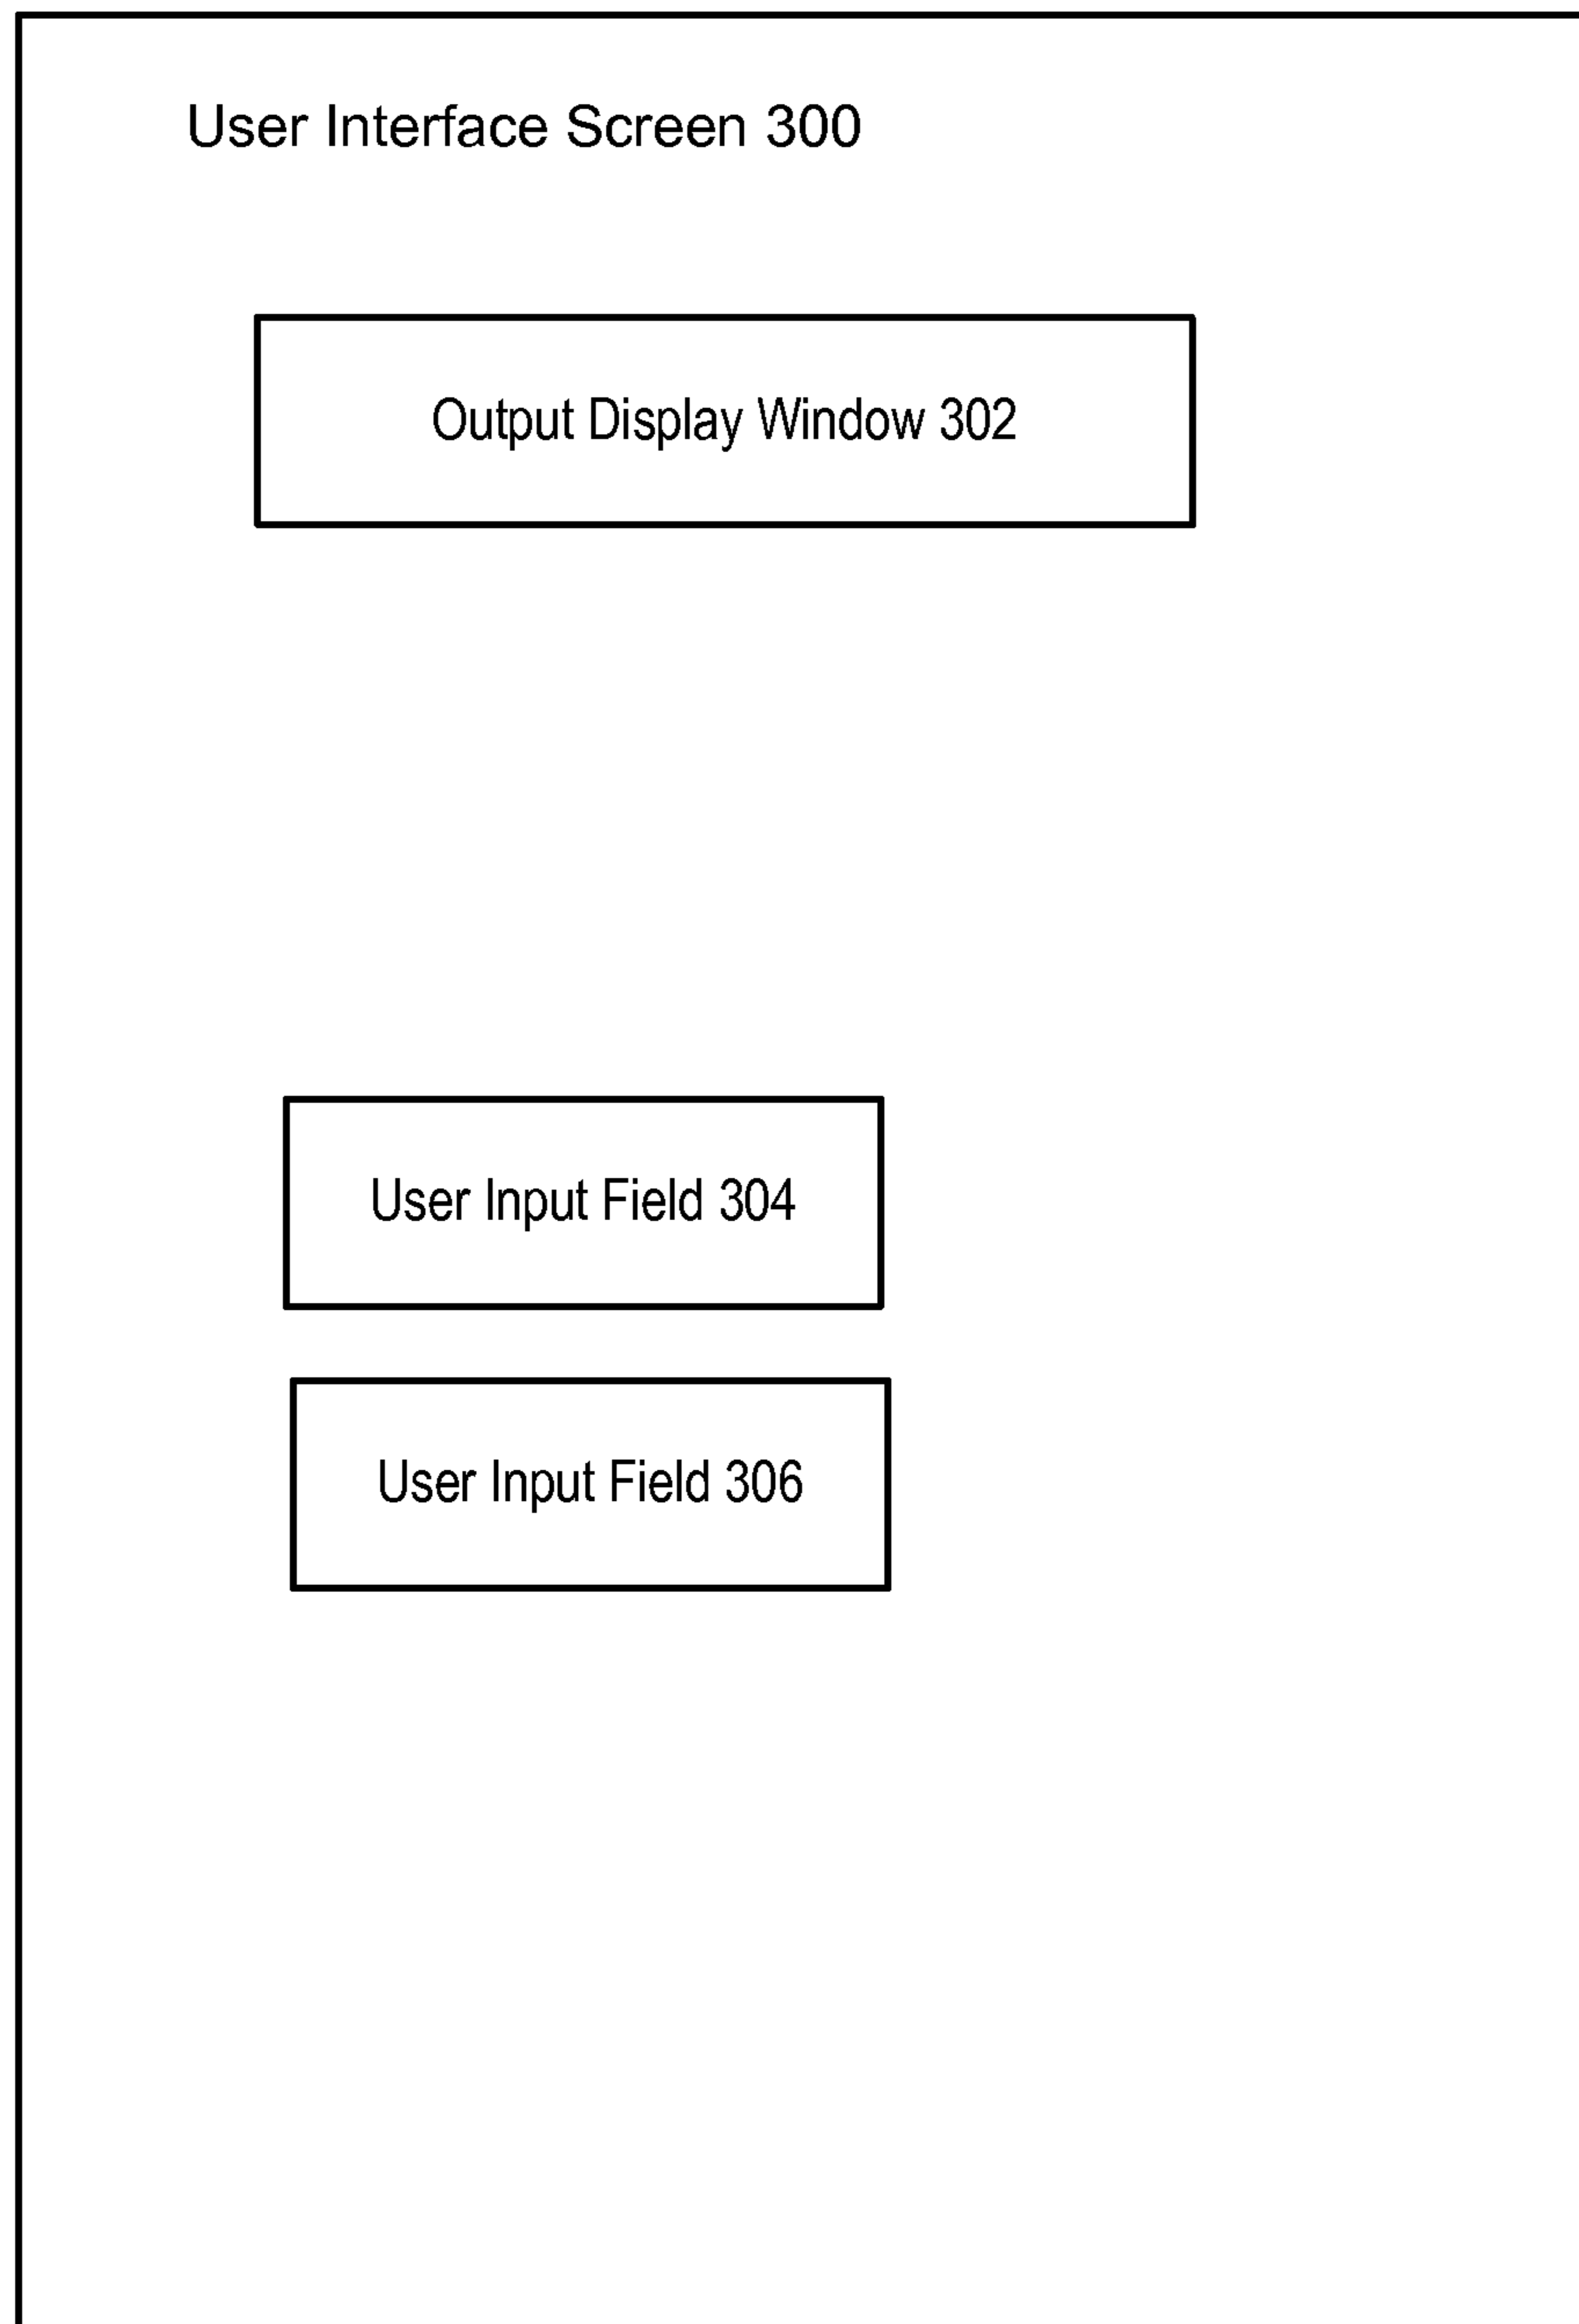 User Interface Screen 300
Output Display Window 302
User Input Field 304
User Input Field 306